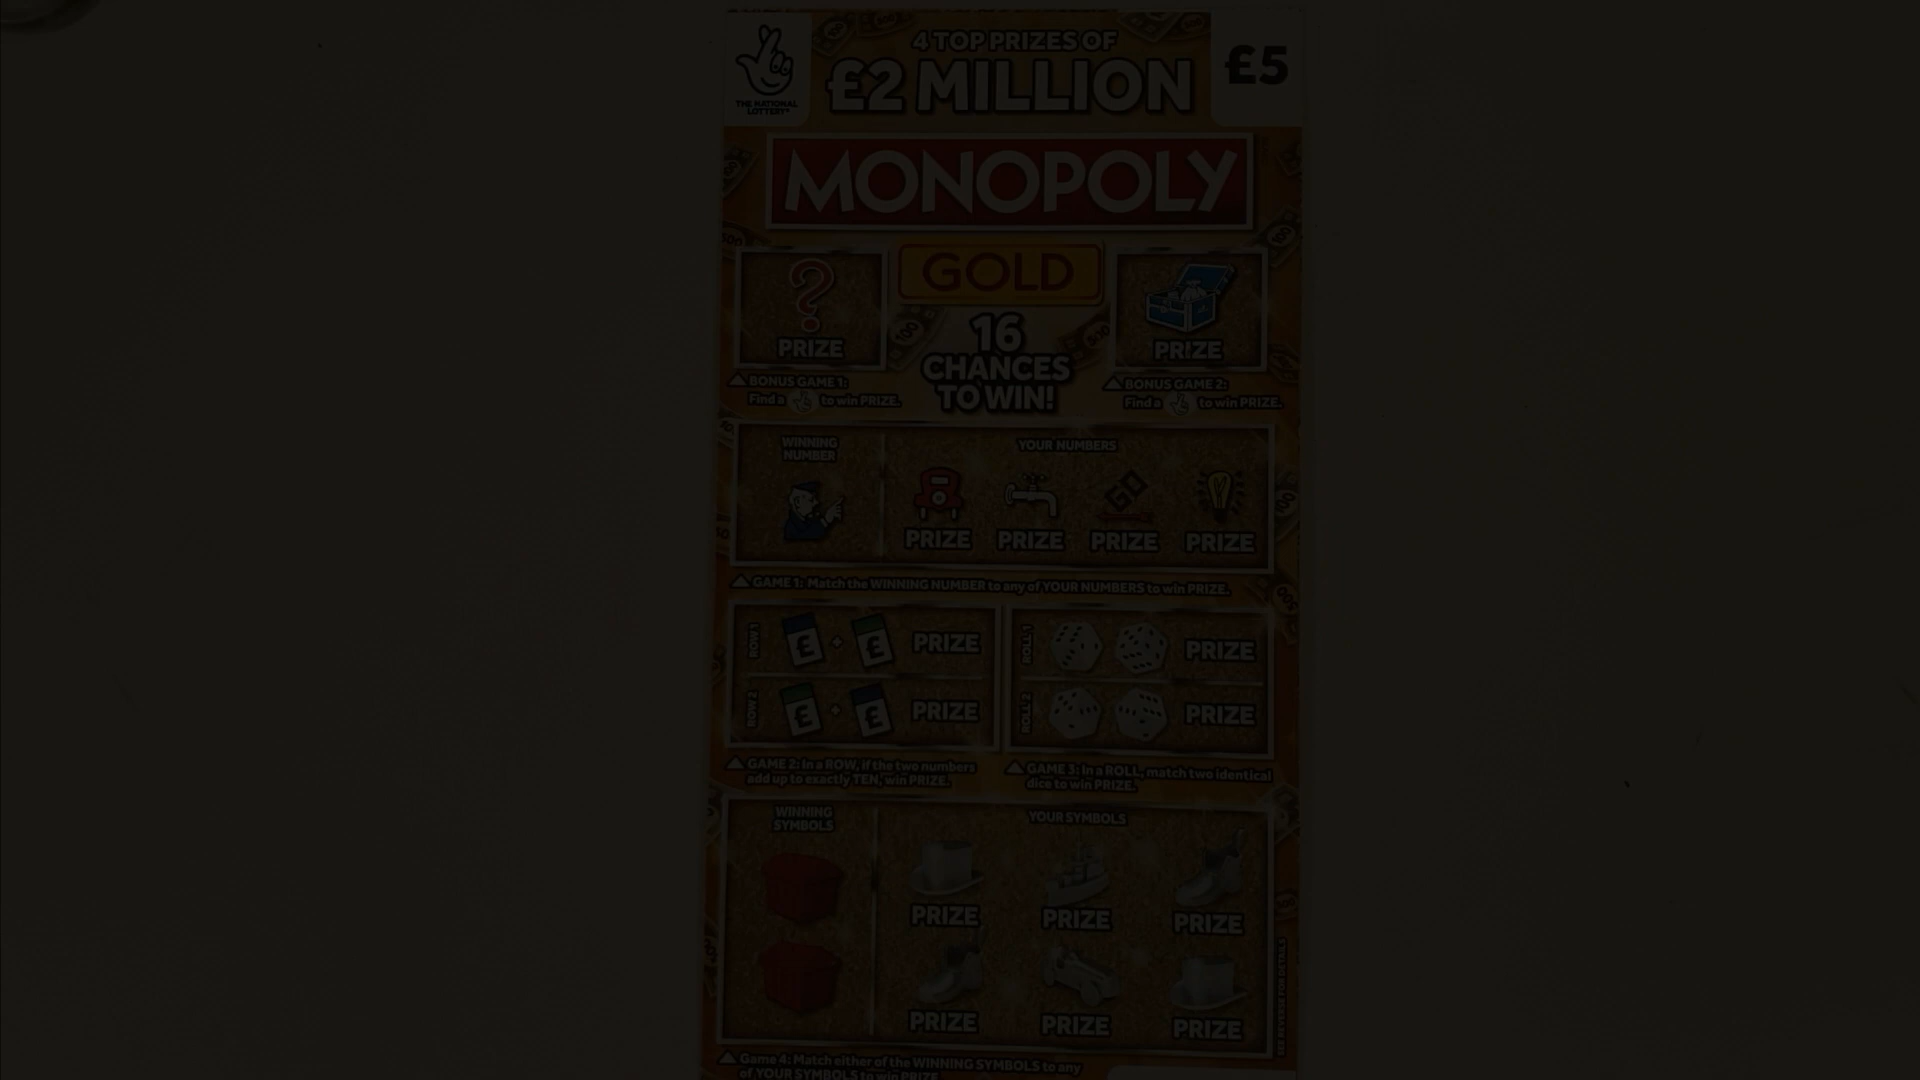 4 TOP PRIZES OF
£2 MILLION
£5
THE NATIONAL
LOTTERY®
MONOPOLY
GOLD
16
CHANCES
TO WIN!
PRIZE
BONUS GAME 1:
Find a to win PRIZE.
PRIZE
BONUS GAME 2:
Find a to win PRIZE.
WINNING
NUMBER
YOUR NUMBERS
GO
PRIZE PRIZE PRIZE PRIZE
GAME 1: Match the WINNING NUMBER to any of YOUR NUMBERS to win PRIZE.
ROW 1 £ + £ PRIZE
ROW 2 £ + £ PRIZE
GAME 2: In a ROW, if the two numbers
add up to exactly TEN, win PRIZE.
ROLL 1 PRIZE
ROLL 2 PRIZE
GAME 3: In a ROLL, match two identical
dice to win PRIZE.
WINNING
SYMBOLS
YOUR SYMBOLS
PRIZE PRIZE PRIZE
PRIZE PRIZE PRIZE
SEE REVERSE FOR DETAILS
Game 4: Match either of the WINNING SYMBOLS to any
of YOUR SYMBOLS to win PRIZE.